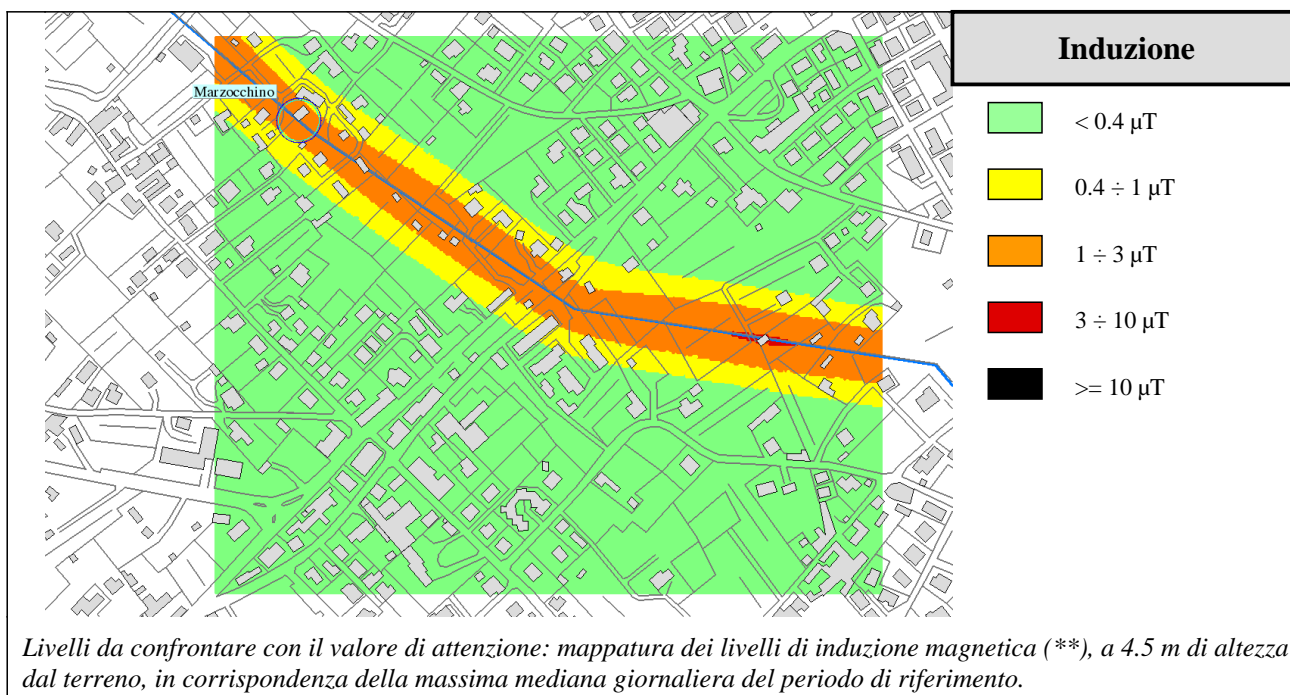 Induzione
Marzocchino
< 0.4 µT
0.4 ÷ 1 µT
1 ÷ 3 µT
3 ÷ 10 µT
>= 10 µT
Livelli da confrontare con il valore di attenzione: mappatura dei livelli di induzione magnetica (**), a 4.5 m di altezza
dal terreno, in corrispondenza della massima mediana giornaliera del periodo di riferimento.